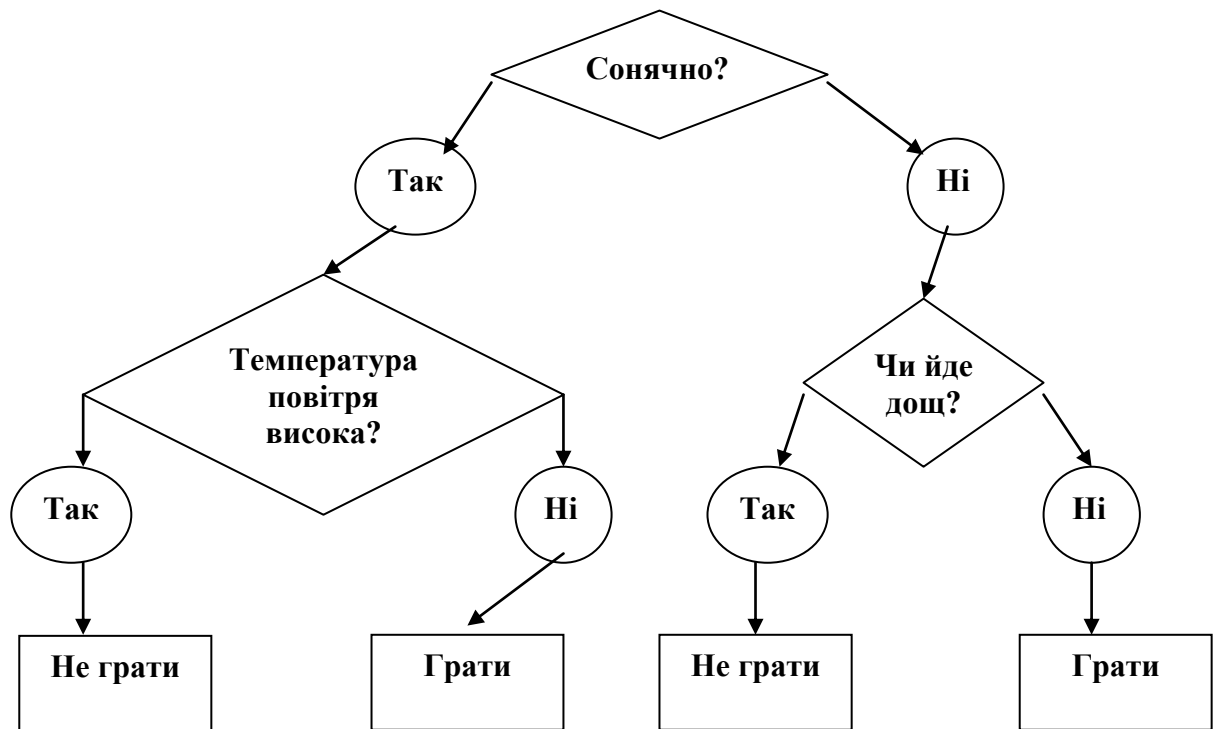 Сонячно?
Так
Ні
Температура
повітря
висока?
Чи йде
дощ?
Так
Ні
Так
Ні
Не грати
Грати
Не грати
Грати